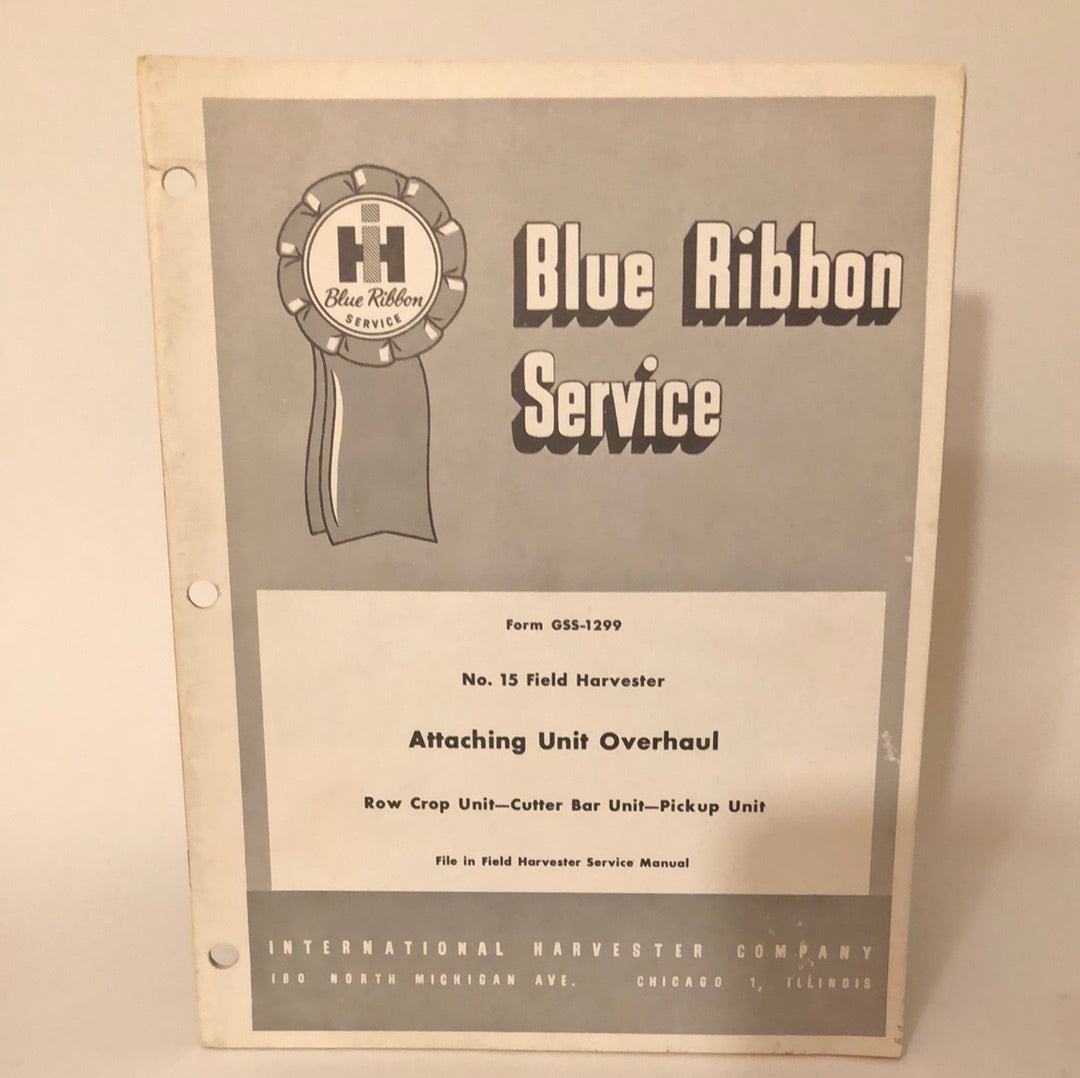 IH
Blue Ribbon
SERVICE
Blue Ribbon
Service
Form GSS-1299
No. 15 Field Harvester
Attaching Unit Overhaul
Row Crop Unit—Cutter Bar Unit—Pickup Unit
File in Field Harvester Service Manual
INTERNATIONAL HARVESTER COMPANY
180 NORTH MICHIGAN AVE. CHICAGO 1, ILLINOIS